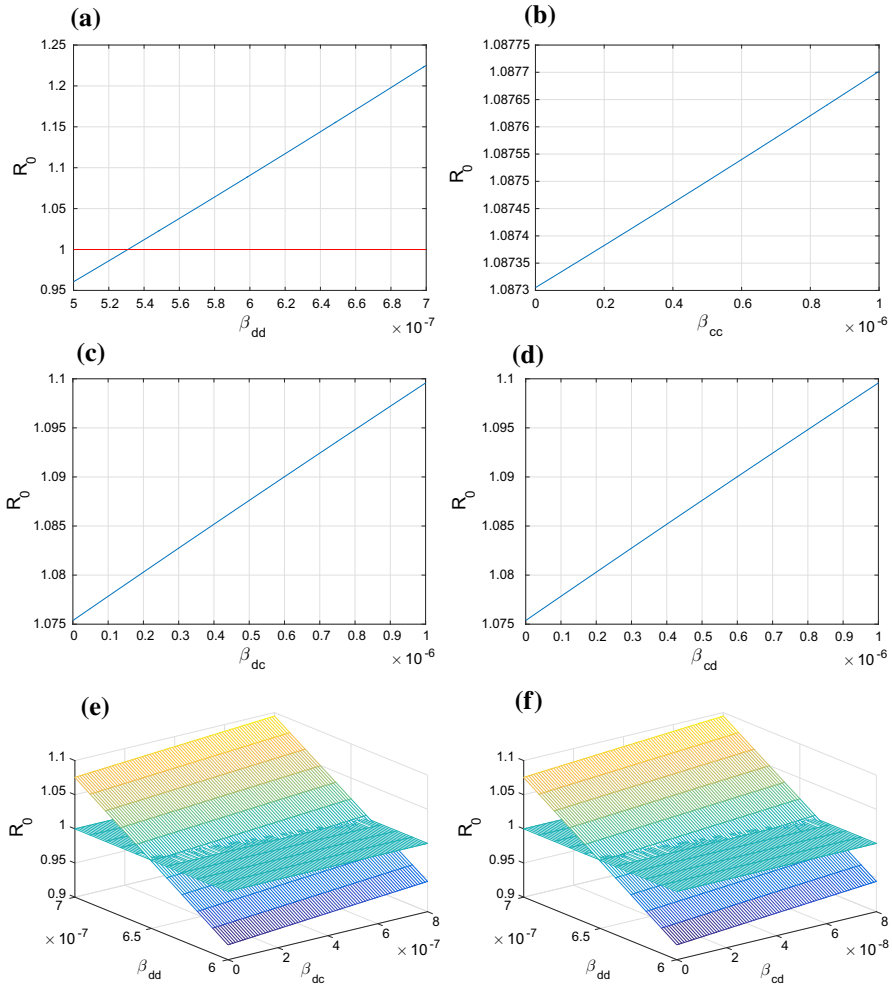 (a)
1.25
1.2
1.15
1.1
1.05
1
0.95
R₀
5 5.2 5.4 5.6 5.8 6 6.2 6.4 6.6 6.8 7
β_dd
× 10⁻⁷
(b)
1.08775
1.0877
1.08765
1.0876
1.08755
1.0875
1.08745
1.0874
1.08735
1.0873
R₀
0 0.2 0.4 0.6 0.8 1
β_cc
× 10⁻⁶
(c)
1.1
1.095
1.09
1.085
1.08
1.075
R₀
0 0.1 0.2 0.3 0.4 0.5 0.6 0.7 0.8 0.9 1
β_dc
× 10⁻⁶
(d)
1.1
1.095
1.09
1.085
1.08
1.075
R₀
0 0.1 0.2 0.3 0.4 0.5 0.6 0.7 0.8 0.9 1
β_cd
× 10⁻⁶
(e)
1.1
1.05
1
0.95
0.9
R₀
7
6.5
6
× 10⁻⁷
β_dd
0 2 4 6 8
β_dc
× 10⁻⁷
(f)
1.1
1.05
1
0.95
0.9
R₀
7
6.5
6
× 10⁻⁷
β_dd
0 2 4 6 8
β_cd
× 10⁻⁸